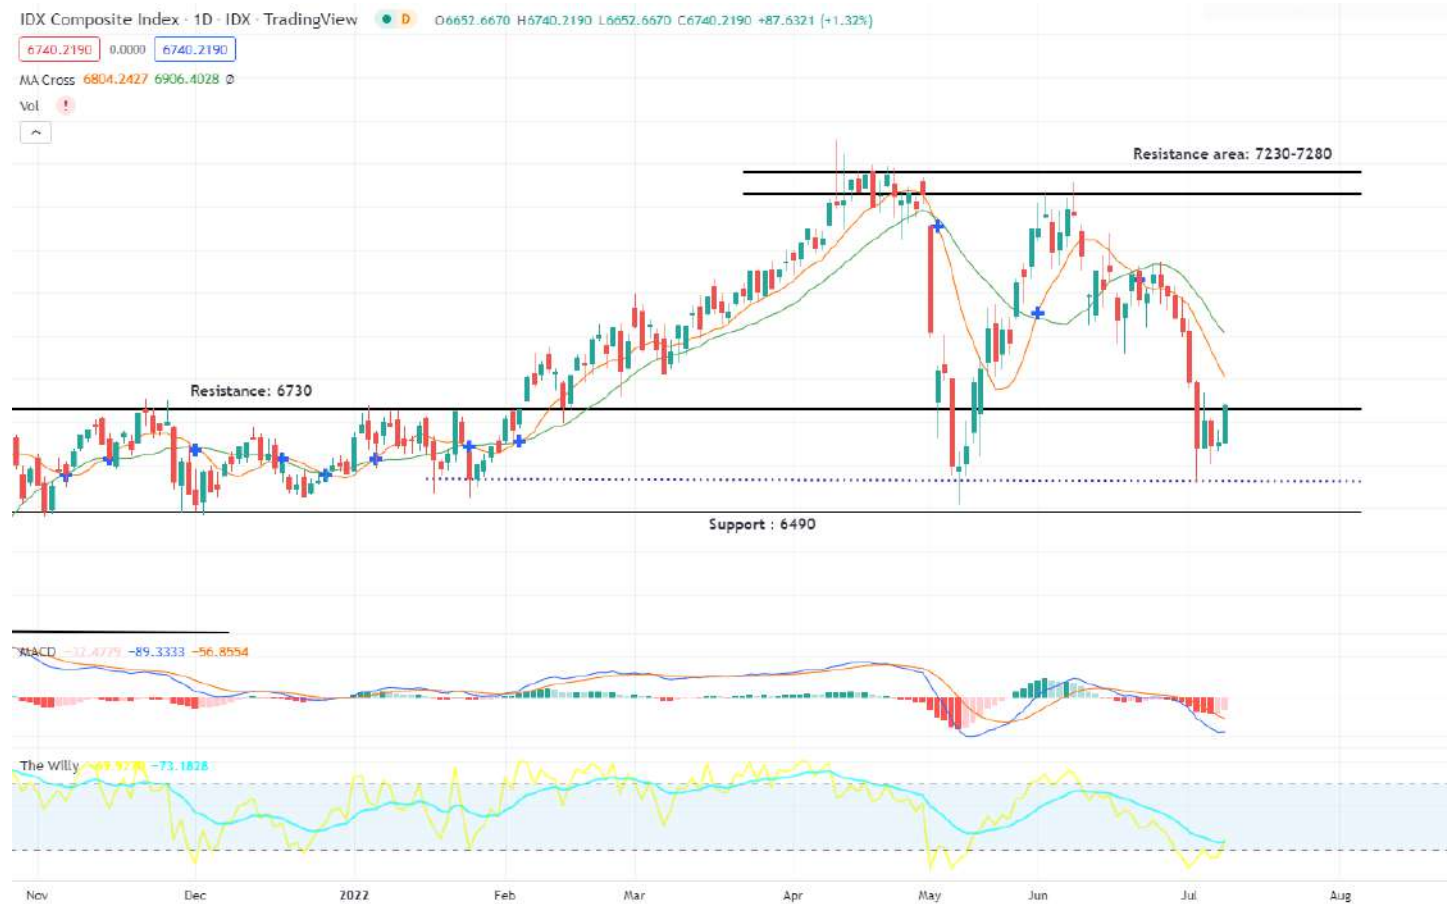 IDX Composite Index · 1D · IDX · TradingView D O6652.6670 H6740.2190 L6652.6670 C6740.2190 +87.6321 (+1.32%)
6740.2190 0.0000 6740.2190
MA Cross 6804.2427 6906.4028 Ø
Vol !
Resistance area: 7230-7280
Resistance: 6730
Support : 6490
MACD −89.3333 −56.8554
The Willy −73.1828
Nov Dec 2022 Feb Mar Apr May Jun Jul Aug